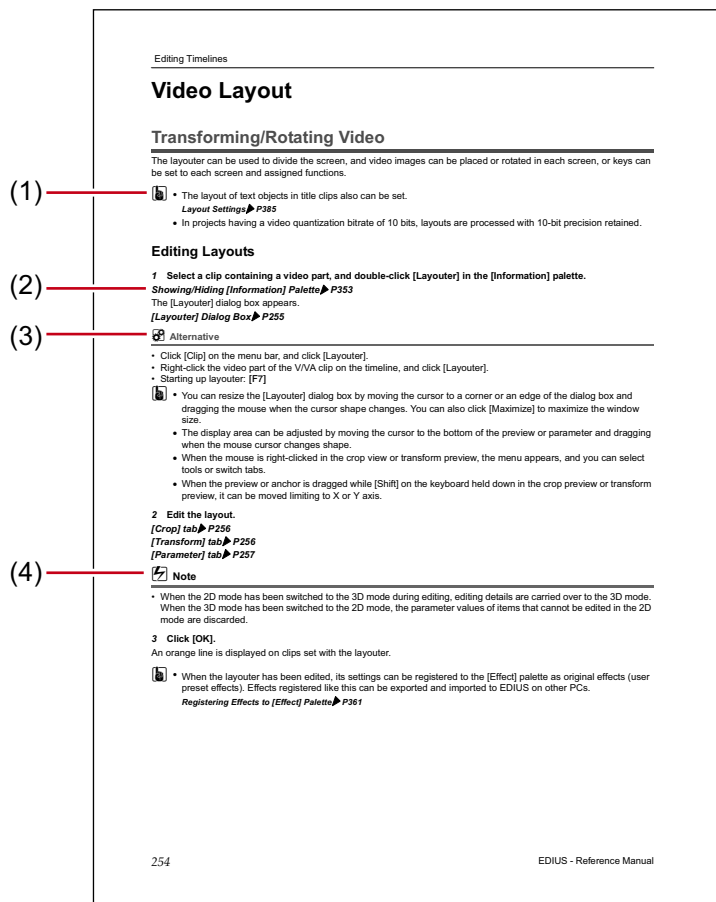 Editing Timelines
Video Layout
Transforming/Rotating Video
The layouter can be used to divide the screen, and video images can be placed or rotated in each screen, or keys can
be set to each screen and assigned functions.
(1)
• The layout of text objects in title clips also can be set.
Layout Settings▶ P385
• In projects having a video quantization bitrate of 10 bits, layouts are processed with 10-bit precision retained.
Editing Layouts
1 Select a clip containing a video part, and double-click [Layouter] in the [Information] palette.
(2)
Showing/Hiding [Information] Palette▶ P353
The [Layouter] dialog box appears.
[Layouter] Dialog Box▶ P255
(3)
Alternative
• Click [Clip] on the menu bar, and click [Layouter].
• Right-click the video part of the V/VA clip on the timeline, and click [Layouter].
• Starting up layouter: [F7]
• You can resize the [Layouter] dialog box by moving the cursor to a corner or an edge of the dialog box and
dragging the mouse when the cursor shape changes. You can also click [Maximize] to maximize the window
size.
• The display area can be adjusted by moving the cursor to the bottom of the preview or parameter and dragging
when the mouse cursor changes shape.
• When the mouse is right-clicked in the crop view or transform preview, the menu appears, and you can select
tools or switch tabs.
• When the preview or anchor is dragged while [Shift] on the keyboard held down in the crop preview or transform
preview, it can be moved limiting to X or Y axis.
2 Edit the layout.
[Crop] tab▶ P256
[Transform] tab▶ P256
[Parameter] tab▶ P257
(4)
Note
• When the 2D mode has been switched to the 3D mode during editing, editing details are carried over to the 3D mode.
When the 3D mode has been switched to the 2D mode, the parameter values of items that cannot be edited in the 2D
mode are discarded.
3 Click [OK].
An orange line is displayed on clips set with the layouter.
• When the layouter has been edited, its settings can be registered to the [Effect] palette as original effects (user
preset effects). Effects registered like this can be exported and imported to EDIUS on other PCs.
Registering Effects to [Effect] Palette▶ P361
254
EDIUS - Reference Manual